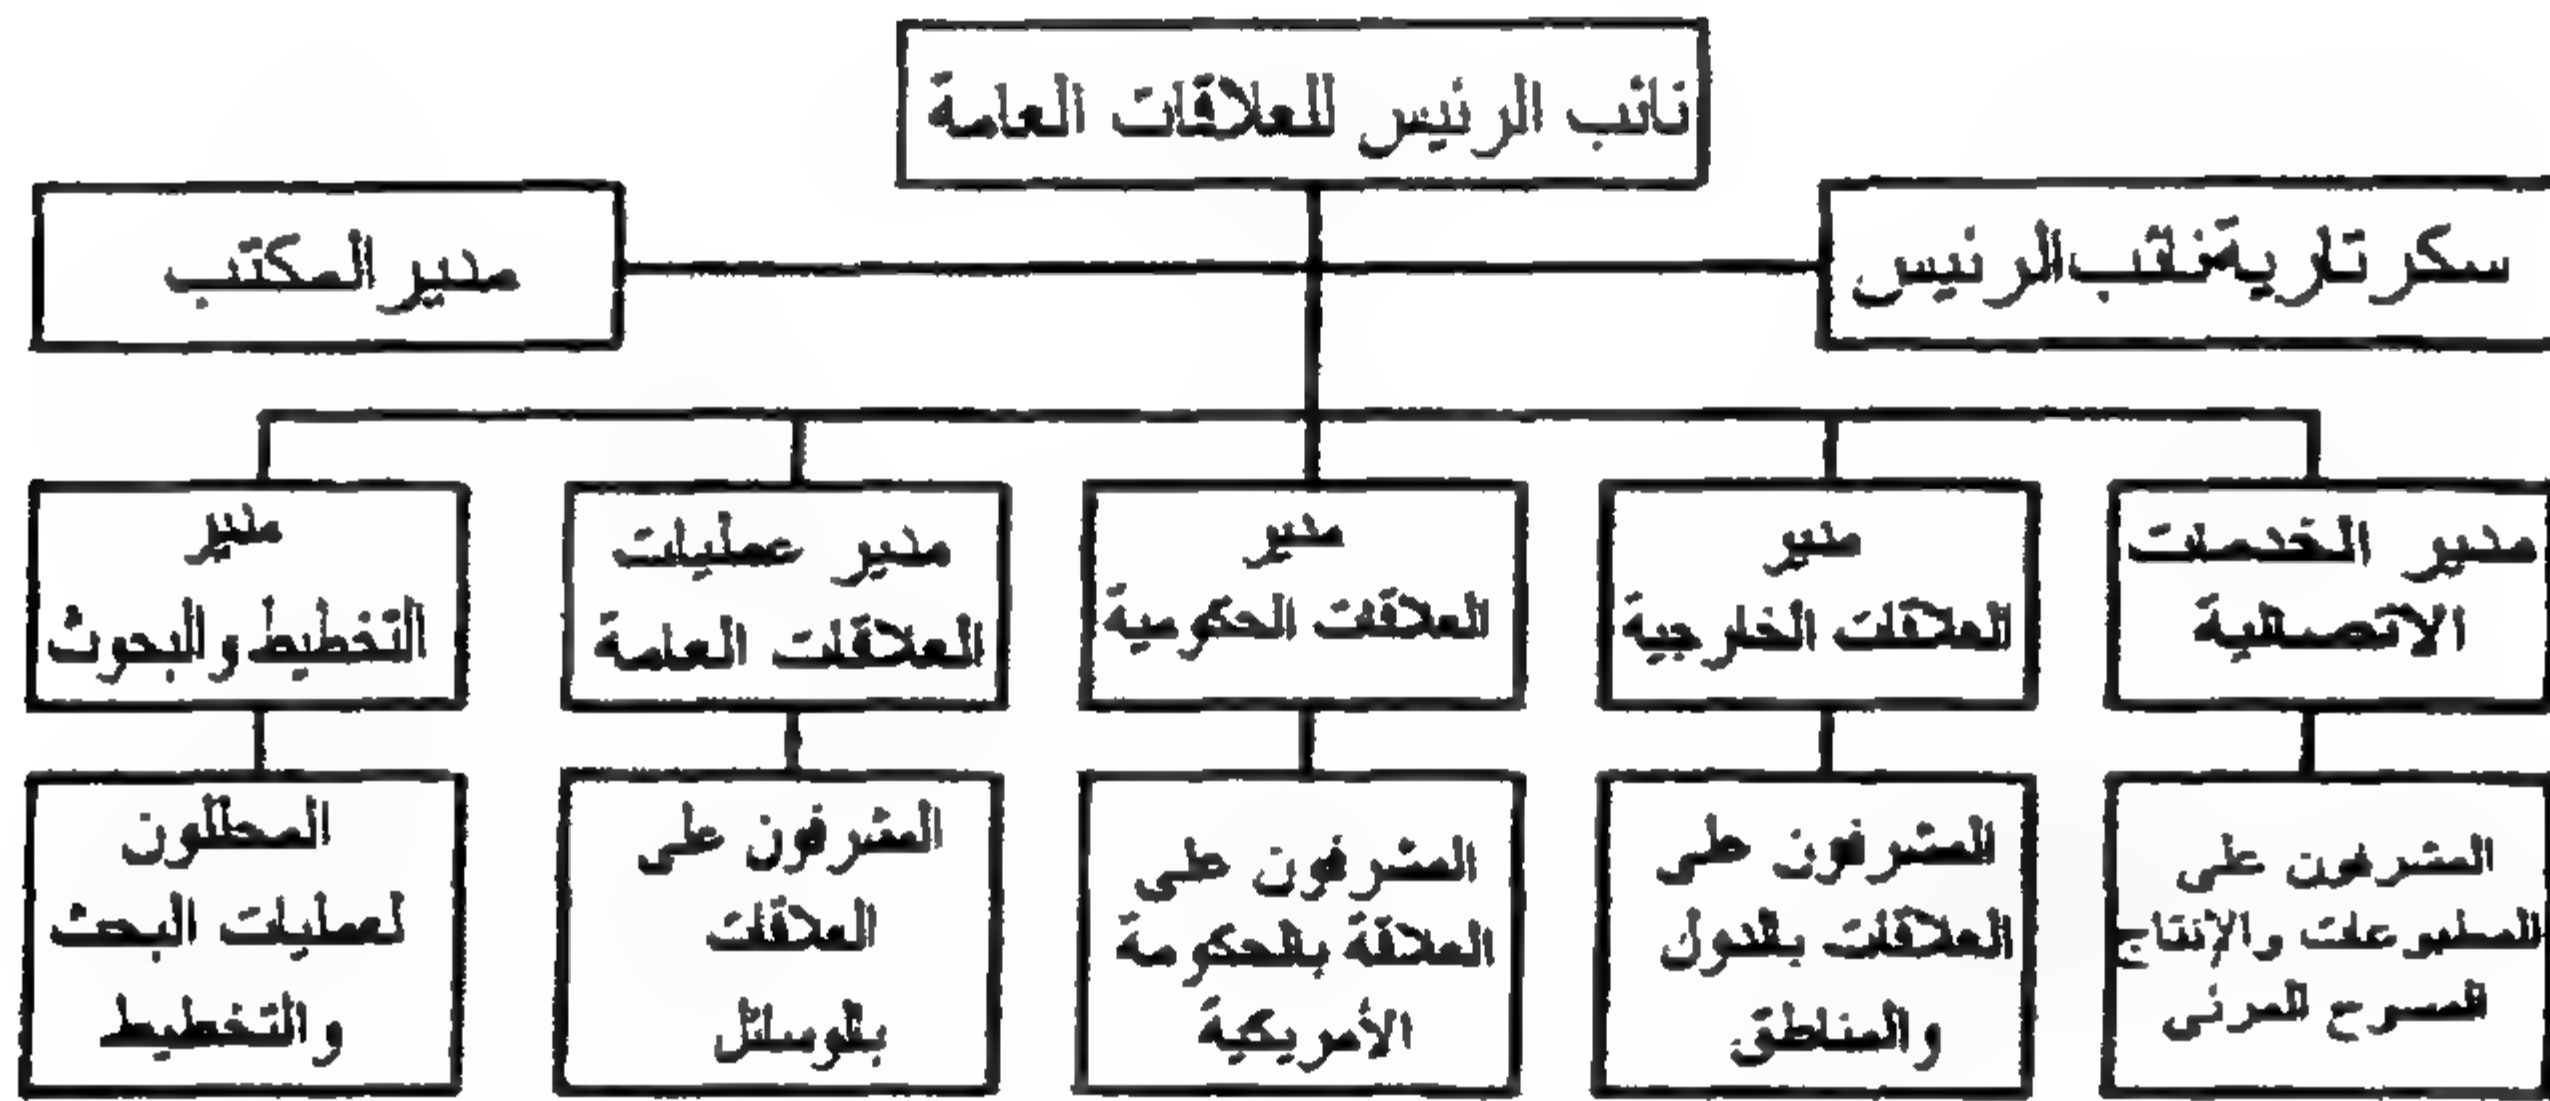 نائب الرئيس للعلاقات العامة
سكرتارية نائب الرئيس
مدير المكتب
مدير الخدمات
الاتصالية
مدير
العلاقات الخارجية
مدير
العلاقات الحكومية
مدير عمليات
العلاقات العامة
مدير
التخطيط والبحوث
المشرفون على
المطبوعات والإنتاج
المسرح المرئى
المشرفون على
العلاقات بالدول
والمناطق
المشرفون على
العلاقة بالحكومة
الأمريكية
المشرفون على
العلاقات
بالوسائل
المحللون
لعمليات البحث
والتخطيط